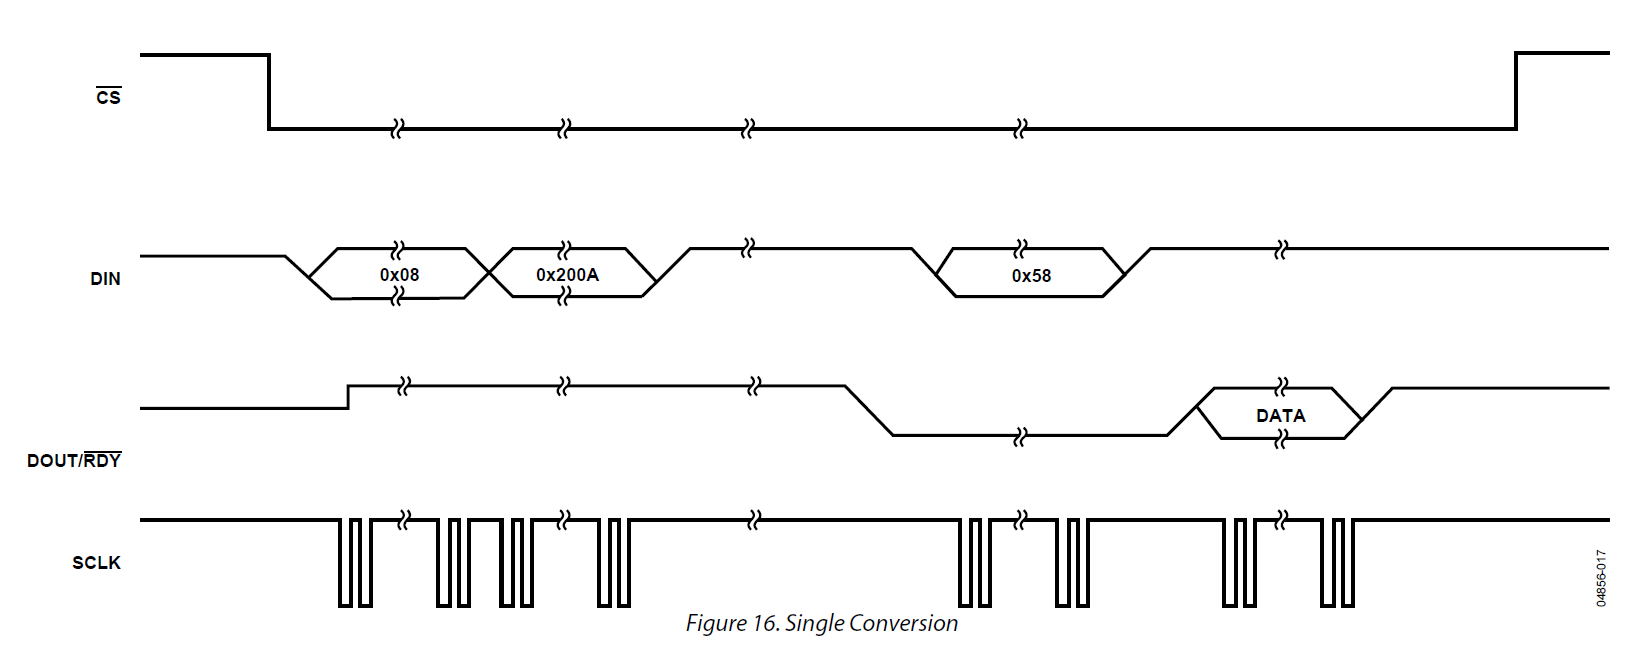 CS
DIN
0x08
0x200A
0x58
DOUT/RDY
DATA
SCLK
04856-017
Figure 16. Single Conversion